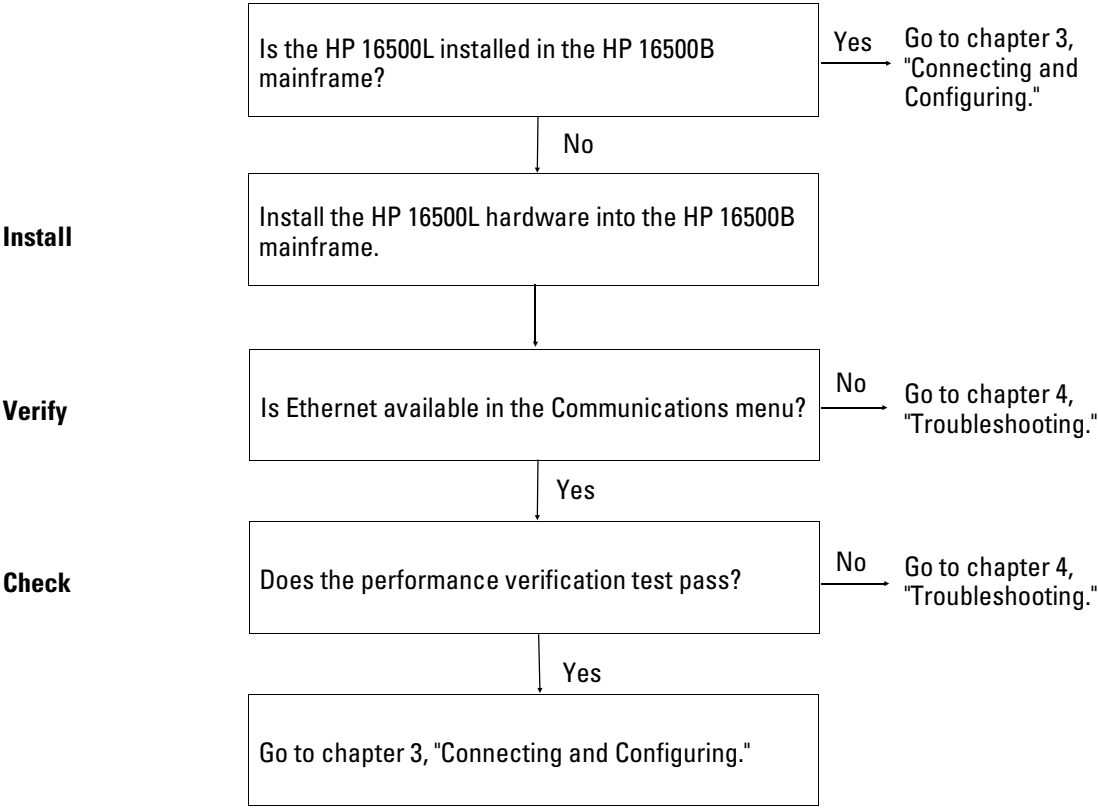 Is the HP 16500L installed in the HP 16500B
mainframe?
Yes
Go to chapter 3,
"Connecting and
Configuring."
No
Install
Install the HP 16500L hardware into the HP 16500B
mainframe.
Verify
Is Ethernet available in the Communications menu?
No
Go to chapter 4,
"Troubleshooting."
Yes
Check
Does the performance verification test pass?
No
Go to chapter 4,
"Troubleshooting."
Yes
Go to chapter 3, "Connecting and Configuring."